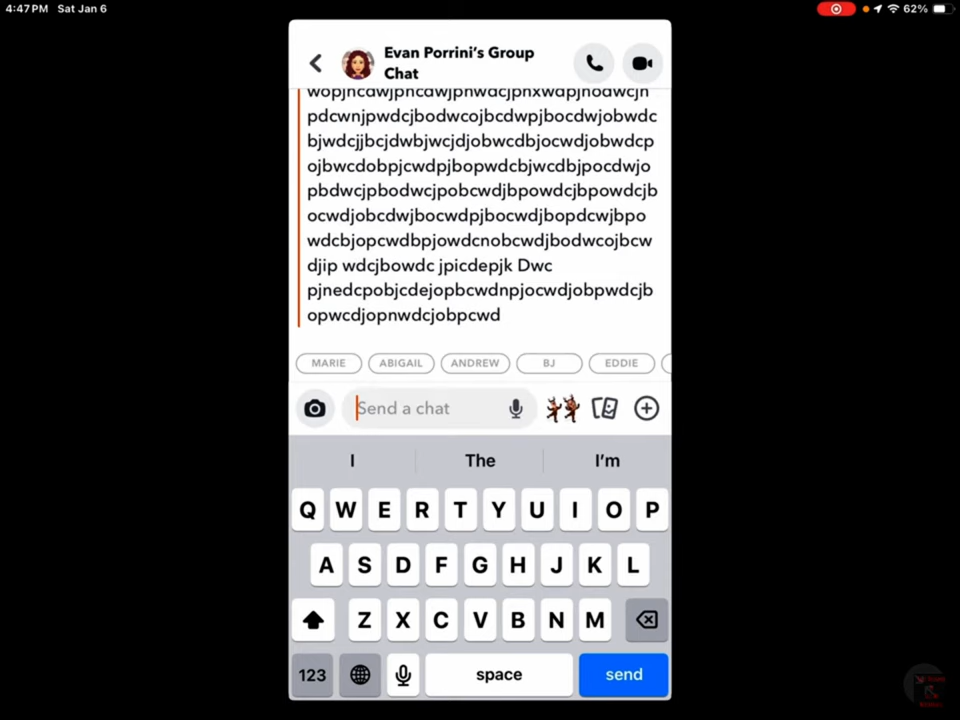 4:47 PM Sat Jan 6
62%
Evan Porrini's Group
Chat
wopjncdwjpncdwjpnwdcjpnxwdpjnodwcjn
pdcwnjpwdcjbodwcojbcdwpjbocdwjobwdc
bjwdcjjbcjdwbjwcjdjobwcdbjocwdjobwdcp
ojbwcdobpjcwdpjbopwdcbjwcdbjpocdwjo
pbdwcjpbodwcjpobcwdjbpowdcjbpowdcjb
ocwdjobcdwjbocwdpjbocwdjbopdcwjbpo
wdcbjopcwdbpjowdcnobcwdjbodwcojbcw
djip wdcjbowdc jpicdepjk Dwc
pjnedcpobjcdejopbcwdnpjocwdjobpwdcjb
opwcdjopnwdcjobpcwd
MARIE ABIGAIL ANDREW BJ EDDIE
Send a chat
I The I'm
Q W E R T Y U I O P
A S D F G H J K L
Z X C V B N M
123 space send